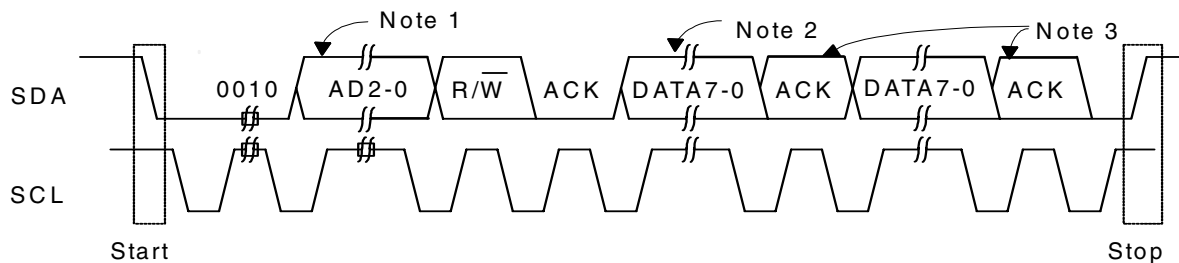 Note 1
Note 2
Note 3
SDA
0010
AD2-0
R/W̅
ACK
DATA7-0
ACK
DATA7-0
ACK
SCL
Start
Stop